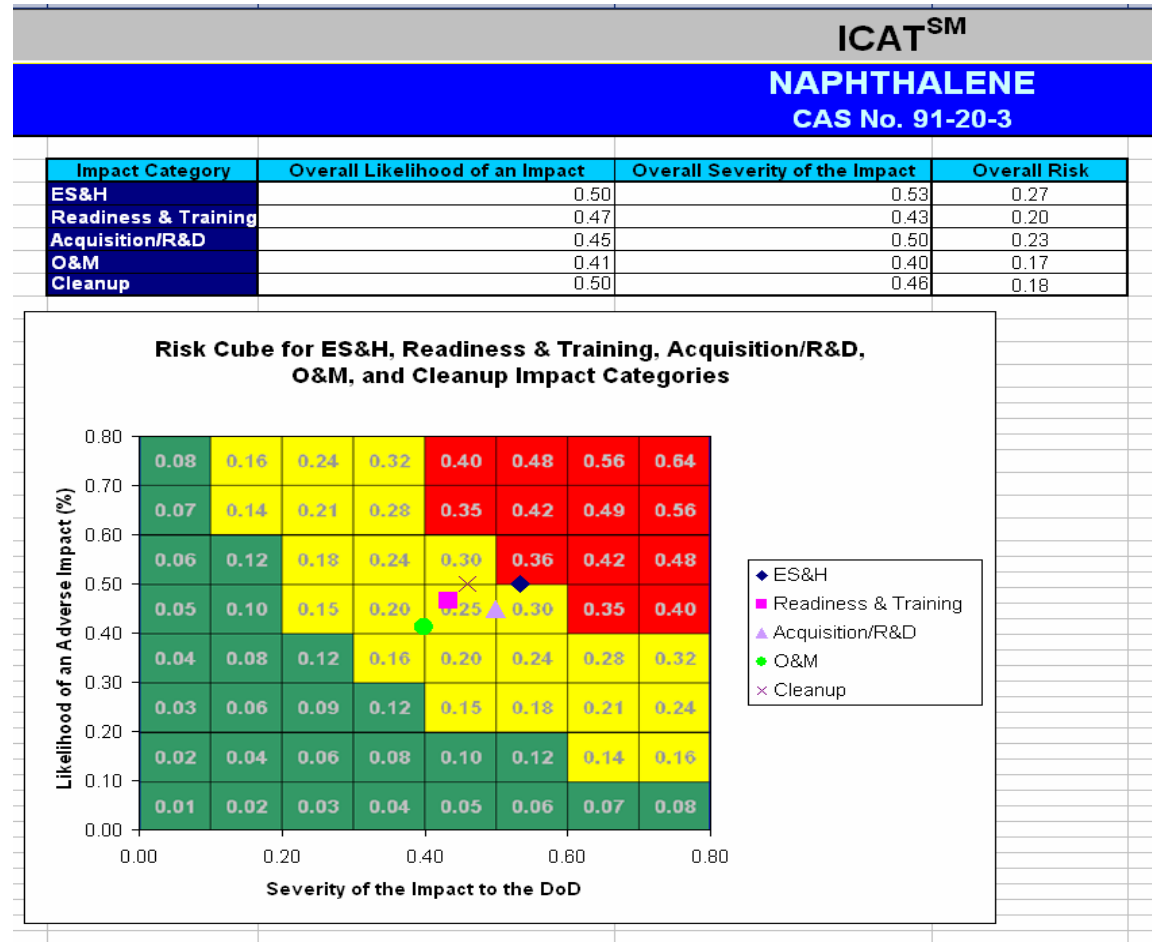 ICAT^SM
NAPHTHALENE
CAS No. 91-20-3
Impact Category Overall Likelihood of an Impact Overall Severity of the Impact Overall Risk
ES&H 0.50 0.53 0.27
Readiness & Training 0.47 0.43 0.20
Acquisition/R&D 0.45 0.50 0.23
O&M 0.41 0.40 0.17
Cleanup 0.50 0.46 0.18
Risk Cube for ES&H, Readiness & Training, Acquisition/R&D,
O&M, and Cleanup Impact Categories
Likelihood of an Adverse Impact (%)
0.80
0.08 0.16 0.24 0.32 0.40 0.48 0.56 0.64
0.70
0.07 0.14 0.21 0.28 0.35 0.42 0.49 0.56
0.60
0.06 0.12 0.18 0.24 0.30 0.36 0.42 0.48
0.50
0.05 0.10 0.15 0.20 0.25 0.30 0.35 0.40
0.40
0.04 0.08 0.12 0.16 0.20 0.24 0.28 0.32
0.30
0.03 0.06 0.09 0.12 0.15 0.18 0.21 0.24
0.20
0.02 0.04 0.06 0.08 0.10 0.12 0.14 0.16
0.10
0.01 0.02 0.03 0.04 0.05 0.06 0.07 0.08
0.00
0.00 0.20 0.40 0.60 0.80
Severity of the Impact to the DoD
ES&H
Readiness & Training
Acquisition/R&D
O&M
Cleanup